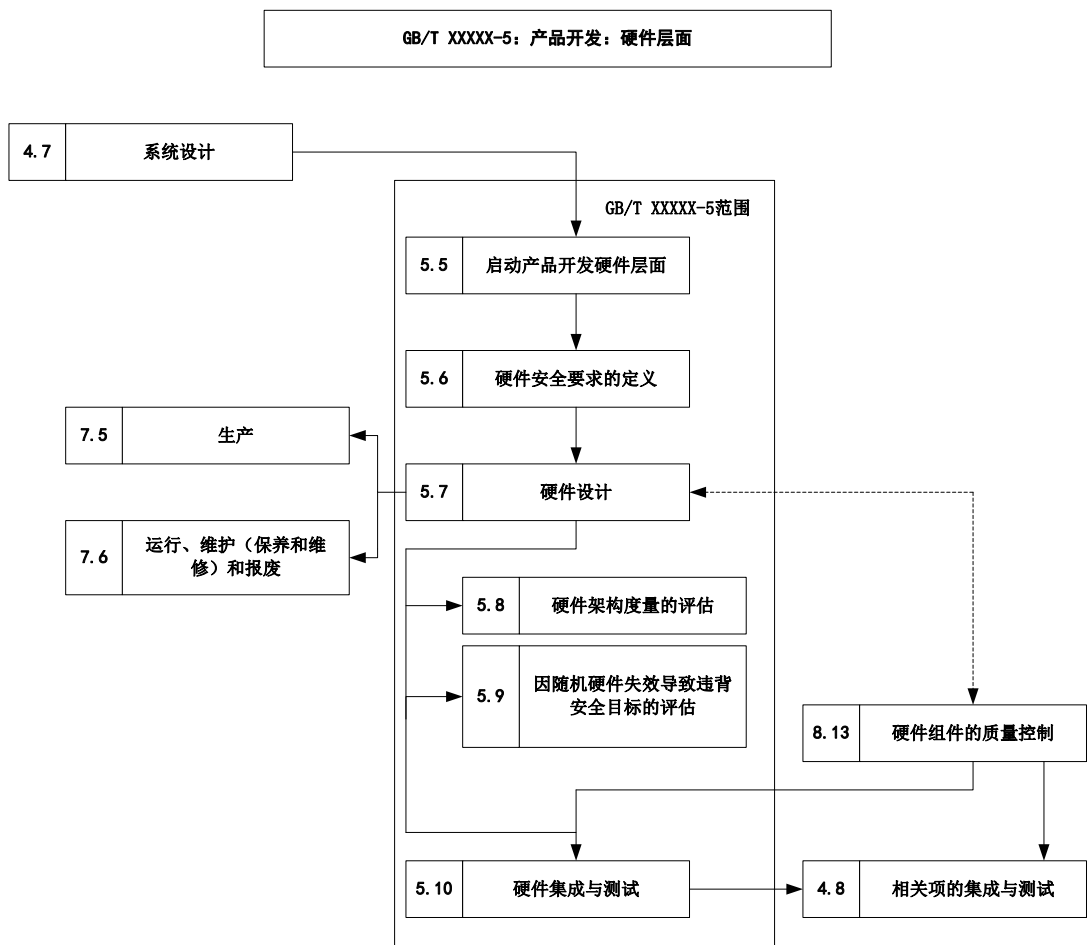 GB/T XXXXX-5: 产品开发: 硬件层面
4.7 系统设计
GB/T XXXXX-5范围
5.5 启动产品开发硬件层面
5.6 硬件安全要求的定义
7.5 生产
5.7 硬件设计
7.6 运行、维护（保养和维
修）和报废
5.8 硬件架构度量的评估
5.9 因随机硬件失效导致违背
安全目标的评估
8.13 硬件组件的质量控制
5.10 硬件集成与测试
4.8 相关项的集成与测试